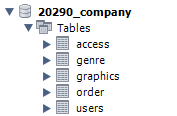 20290_company
Tables
access
genre
graphics
order
users